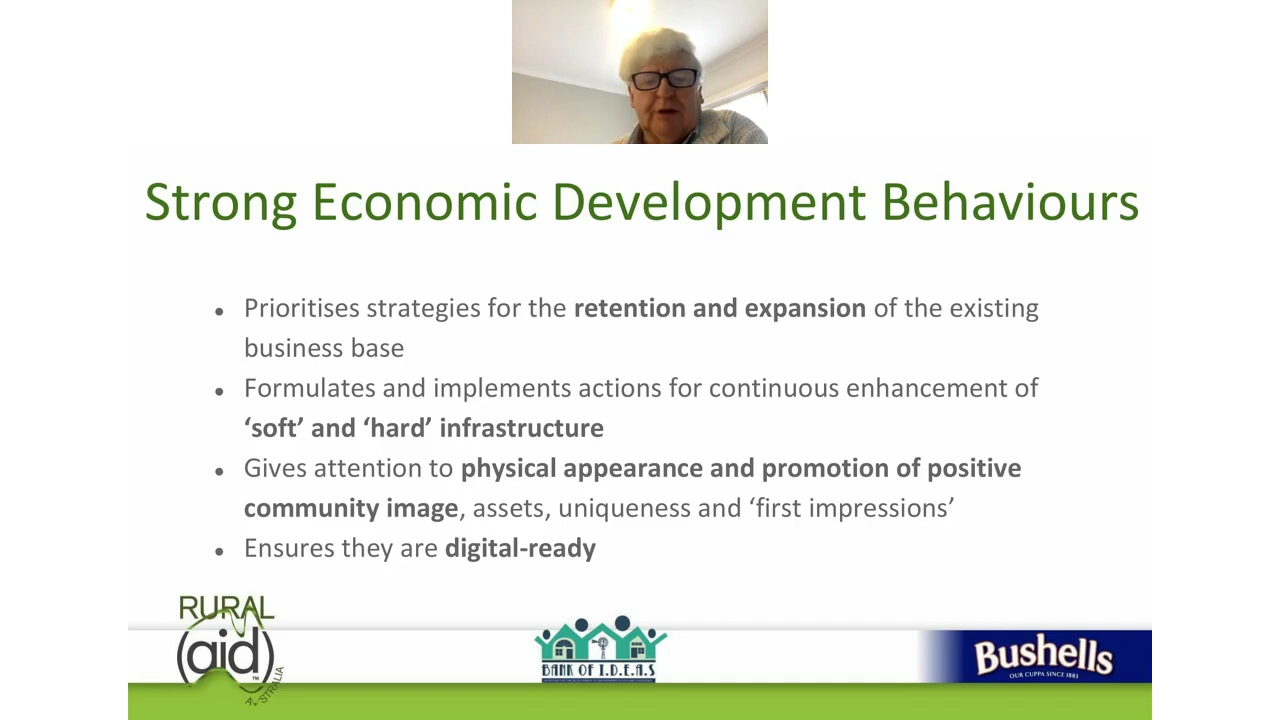 Strong Economic Development Behaviours
• Prioritises strategies for the retention and expansion of the existing
business base
• Formulates and implements actions for continuous enhancement of
‘soft’ and ‘hard’ infrastructure
• Gives attention to physical appearance and promotion of positive
community image, assets, uniqueness and ‘first impressions’
• Ensures they are digital-ready
RURAL
(aid)
TM
AUSTRALIA
BANK OF I.D.E.A.S
Bushells
OUR CUPPA SINCE 1883